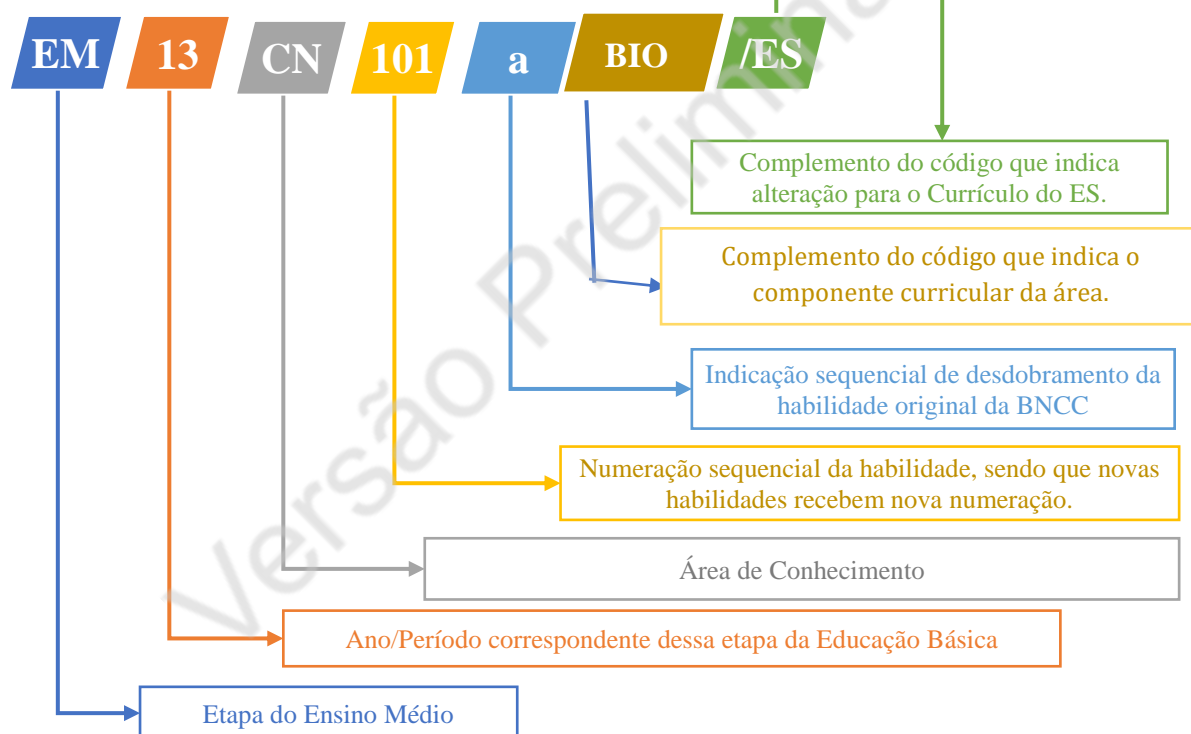 EM 13 CN 101 a BIO /ES
Complemento do código que indica
alteração para o Currículo do ES.
Complemento do código que indica o
componente curricular da área.
Indicação sequencial de desdobramento da
habilidade original da BNCC
Numeração sequencial da habilidade, sendo que novas
habilidades recebem nova numeração.
Área de Conhecimento
Ano/Período correspondente dessa etapa da Educação Básica
Etapa do Ensino Médio
Versão Prelimina